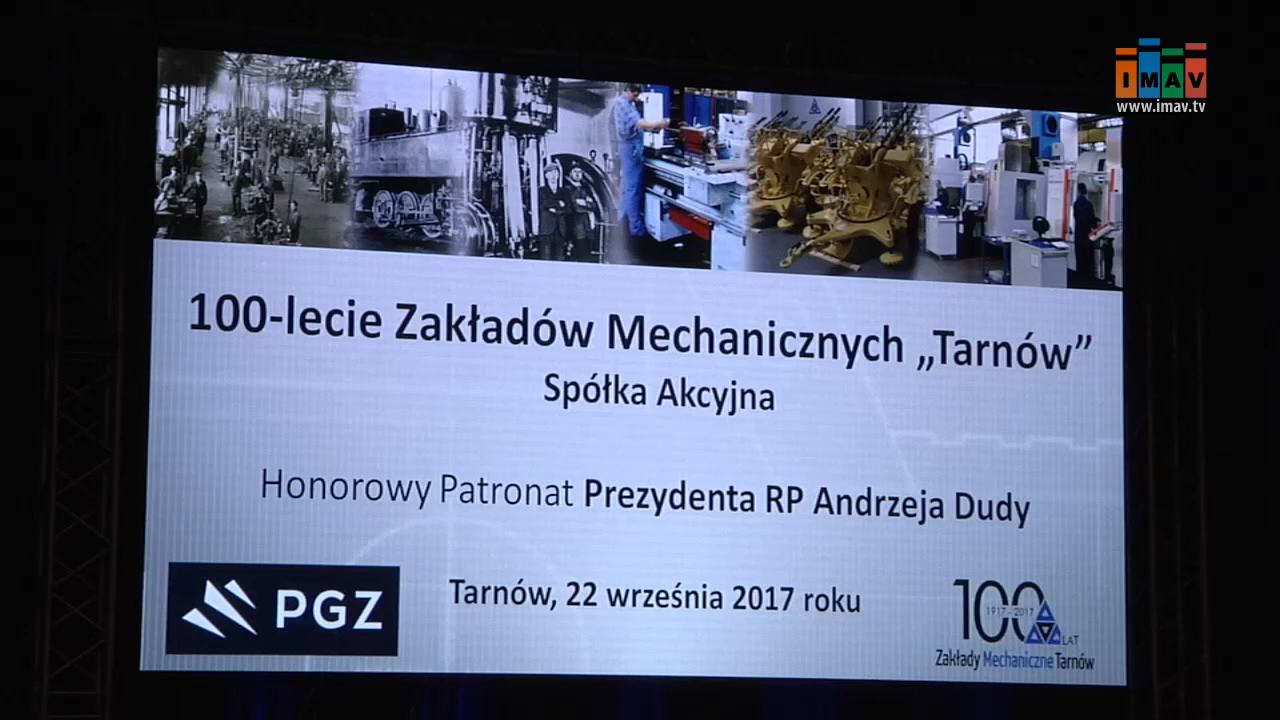 IMAV
www.imav.tv
100-lecie Zakładów Mechanicznych „Tarnów”
Spółka Akcyjna
Honorowy Patronat Prezydenta RP Andrzeja Dudy
PGZ
Tarnów, 22 września 2017 roku
100
1917 - 2017
LAT
Zakłady Mechaniczne Tarnów